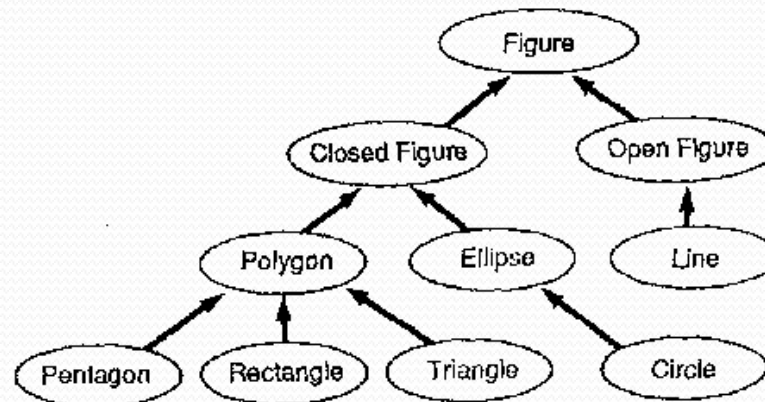 Figure
Closed Figure
Open Figure
Polygon
Ellipse
Line
Pentagon
Rectangle
Triangle
Circle